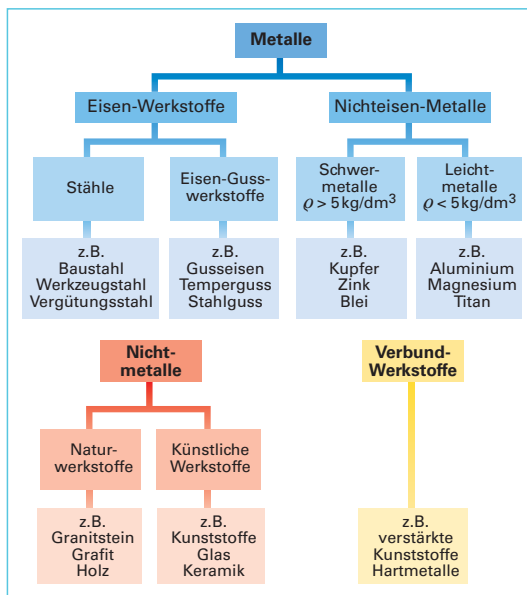 Metalle
Eisen-Werkstoffe
Nichteisen-Metalle
Stähle
Eisen-Guss-
werkstoffe
Schwer-
metalle
ϱ > 5 kg/dm³
Leicht-
metalle
ϱ < 5 kg/dm³
z.B.
Baustahl
Werkzeugstahl
Vergütungsstahl
z.B.
Gusseisen
Temperguss
Stahlguss
z.B.
Kupfer
Zink
Blei
z.B.
Aluminium
Magnesium
Titan
Nicht-
metalle
Natur-
werkstoffe
Künstliche
Werkstoffe
z.B.
Granitstein
Grafit
Holz
z.B.
Kunststoffe
Glas
Keramik
Verbund-
Werkstoffe
z.B.
verstärkte
Kunststoffe
Hartmetalle